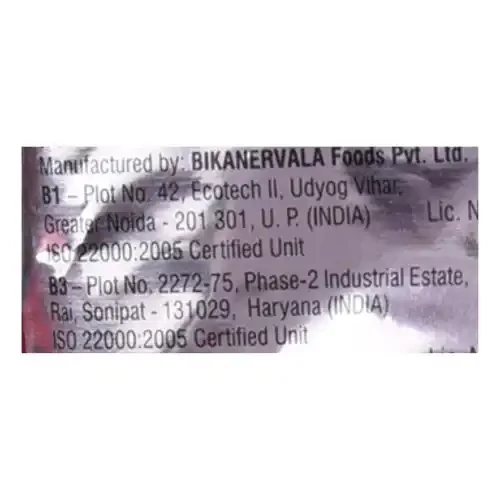 Manufactured by: BIKANERVALA Foods Pvt. Ltd.
B1 – Plot No. 42, Ecotech II, Udyog Vihar,
Greater Noida - 201 301, U. P. (INDIA) Lic. N
ISO 22000:2005 Certified Unit
B3 – Plot No. 2272-75, Phase-2 Industrial Estate,
Rai, Sonipat - 131029, Haryana (INDIA)
ISO 22000:2005 Certified Unit